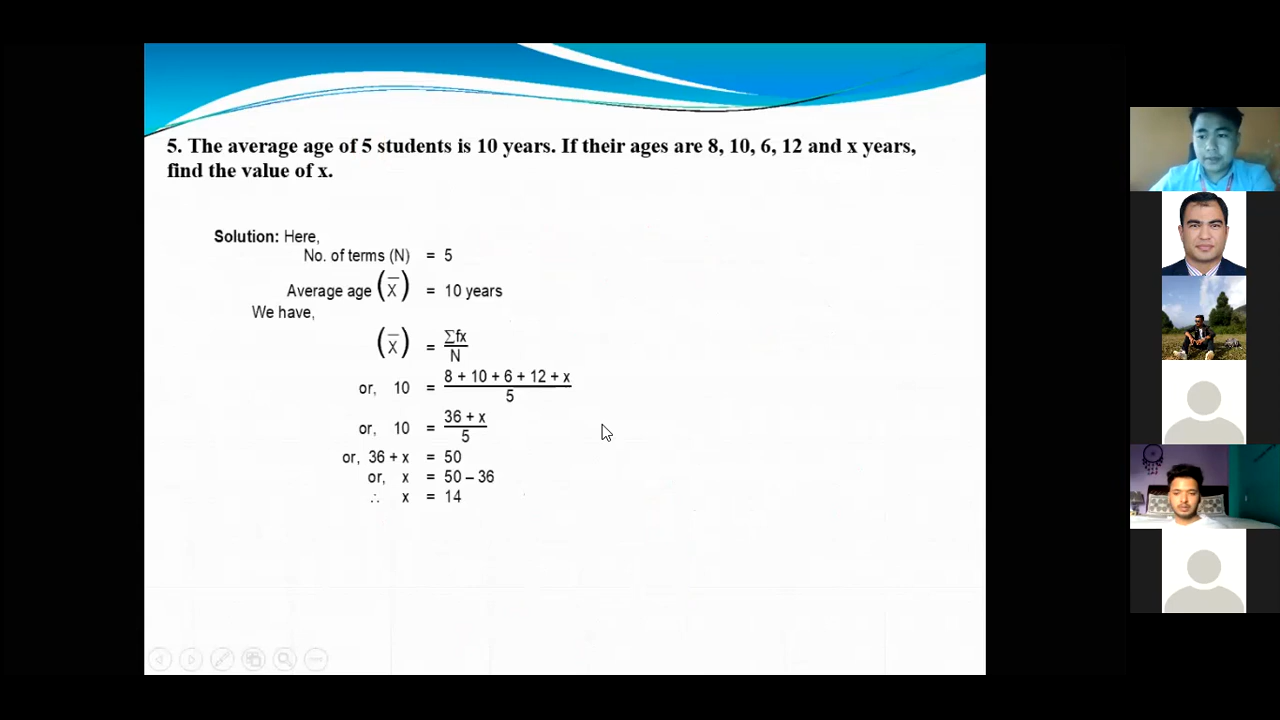 5. The average age of 5 students is 10 years. If their ages are 8, 10, 6, 12 and x years,
find the value of x.
Solution: Here,
No. of terms (N) = 5
Average age (x̅) = 10 years
We have,
(x̅) = ∑fx / N
or, 10 = 8 + 10 + 6 + 12 + x / 5
or, 10 = 36 + x / 5
or, 36 + x = 50
or, x = 50 – 36
∴ x = 14